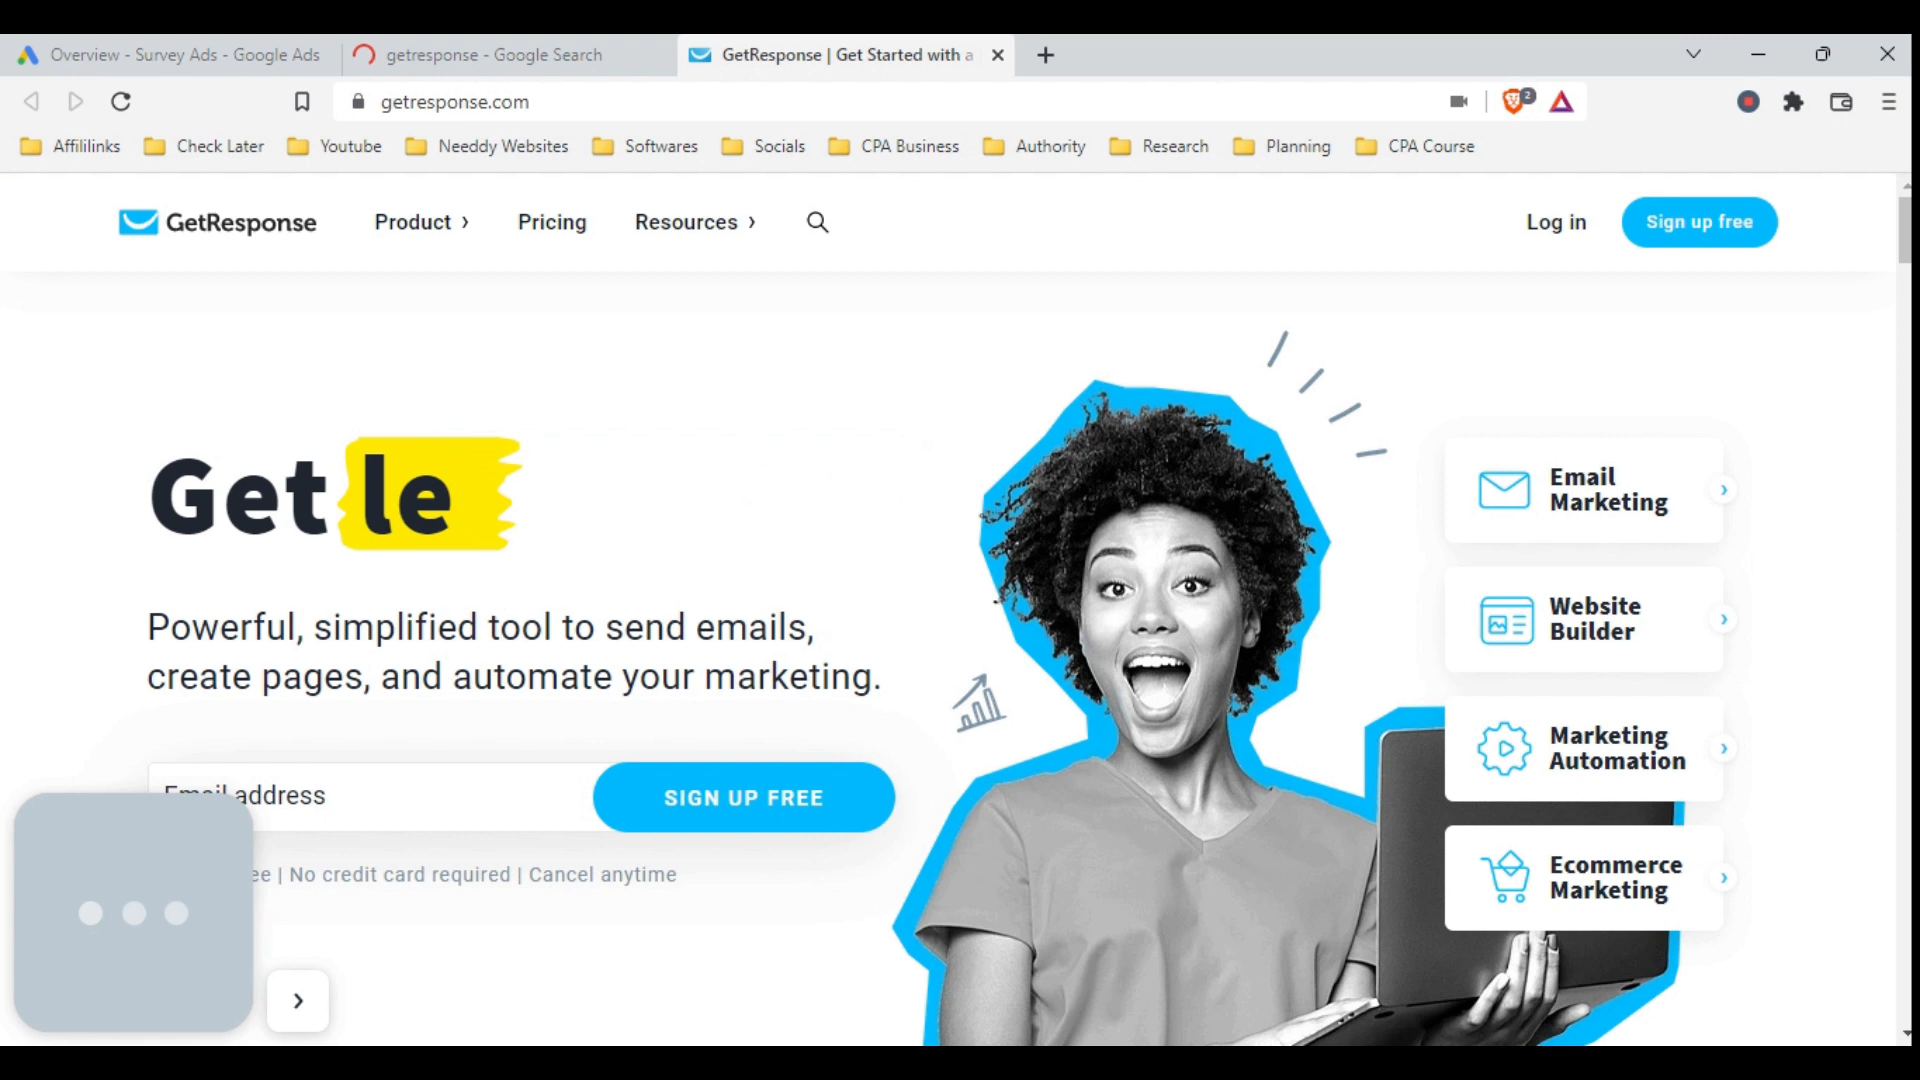 Overview - Survey Ads - Google Ads
getresponse - Google Search
GetResponse | Get Started with a
getresponse.com
2
Affililinks
Check Later
Youtube
Needdy Websites
Softwares
Socials
CPA Business
Authority
Research
Planning
CPA Course
GetResponse
Product
Pricing
Resources
Log in
Sign up free
Get le
Powerful, simplified tool to send emails,
create pages, and automate your marketing.
Email address
SIGN UP FREE
ee | No credit card required | Cancel anytime
Email
Marketing
Website
Builder
Marketing
Automation
Ecommerce
Marketing